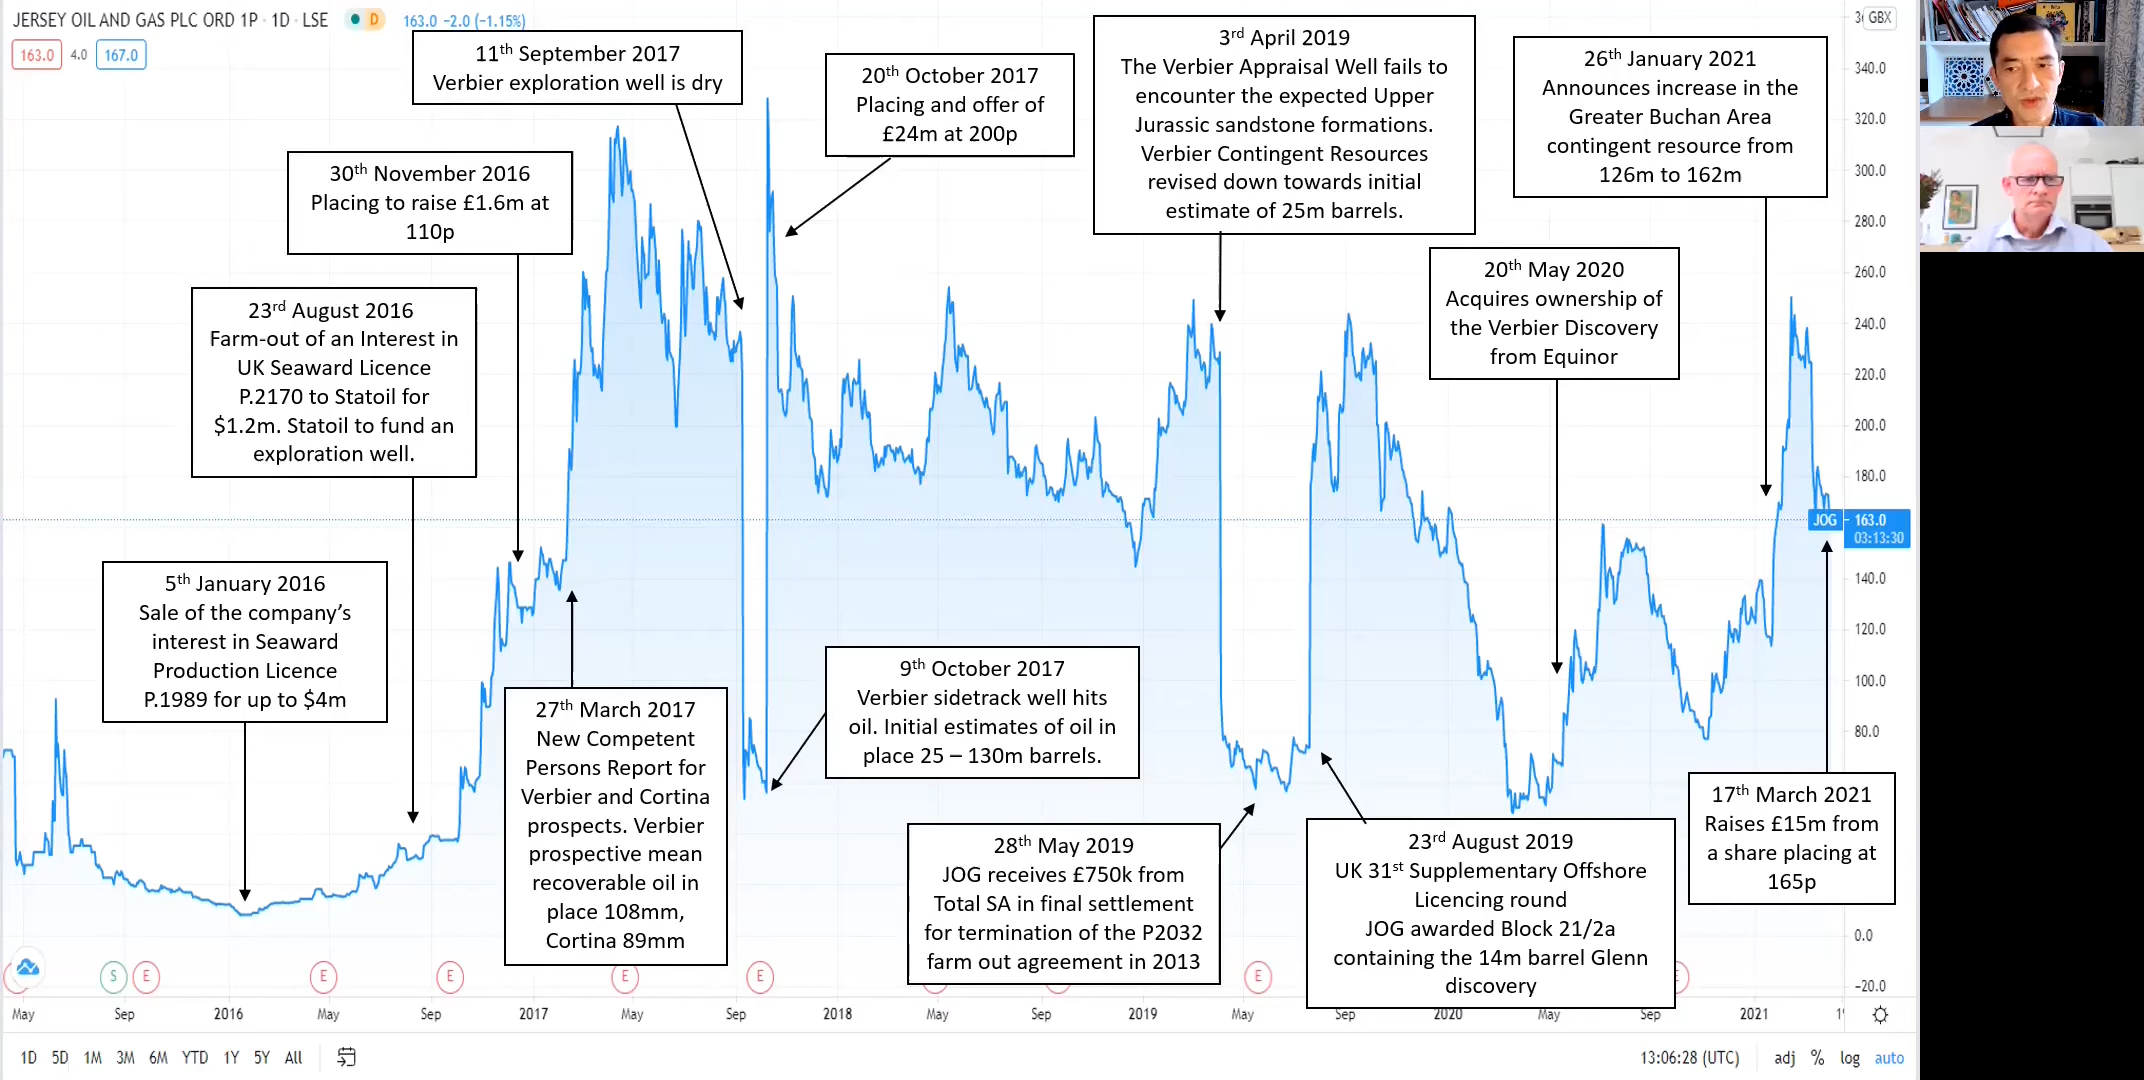 JERSEY OIL AND GAS PLC ORD 1P · 1D · LSE
D
163.0 −2.0 (−1.15%)
163.0
4.0
167.0
GBX
11th September 2017
Verbier exploration well is dry
20th October 2017
Placing and offer of
£24m at 200p
3rd April 2019
The Verbier Appraisal Well fails to
encounter the expected Upper
Jurassic sandstone formations.
Verbier Contingent Resources
revised down towards initial
estimate of 25m barrels.
26th January 2021
Announces increase in the
Greater Buchan Area
contingent resource from
126m to 162m
30th November 2016
Placing to raise £1.6m at
110p
20th May 2020
Acquires ownership of
the Verbier Discovery
from Equinor
23rd August 2016
Farm-out of an Interest in
UK Seaward Licence
P.2170 to Statoil for
$1.2m. Statoil to fund an
exploration well.
5th January 2016
Sale of the company’s
interest in Seaward
Production Licence
P.1989 for up to $4m
27th March 2017
New Competent
Persons Report for
Verbier and Cortina
prospects. Verbier
prospective mean
recoverable oil in
place 108mm,
Cortina 89mm
9th October 2017
Verbier sidetrack well hits
oil. Initial estimates of oil in
place 25 – 130m barrels.
28th May 2019
JOG receives £750k from
Total SA in final settlement
for termination of the P2032
farm out agreement in 2013
23rd August 2019
UK 31st Supplementary Offshore
Licencing round
JOG awarded Block 21/2a
containing the 14m barrel Glenn
discovery
17th March 2021
Raises £15m from
a share placing at
165p
340.0
320.0
300.0
280.0
260.0
240.0
220.0
200.0
180.0
JOG
163.0
03:13:30
140.0
120.0
100.0
80.0
0.0
−20.0
S
E
E
E
E
E
E
E
May
Sep
2016
May
Sep
2017
May
Sep
2018
May
Sep
2019
May
Sep
2020
May
Sep
2021
1D 5D 1M 3M 6M YTD 1Y 5Y All
13:06:28 (UTC)
adj % log auto